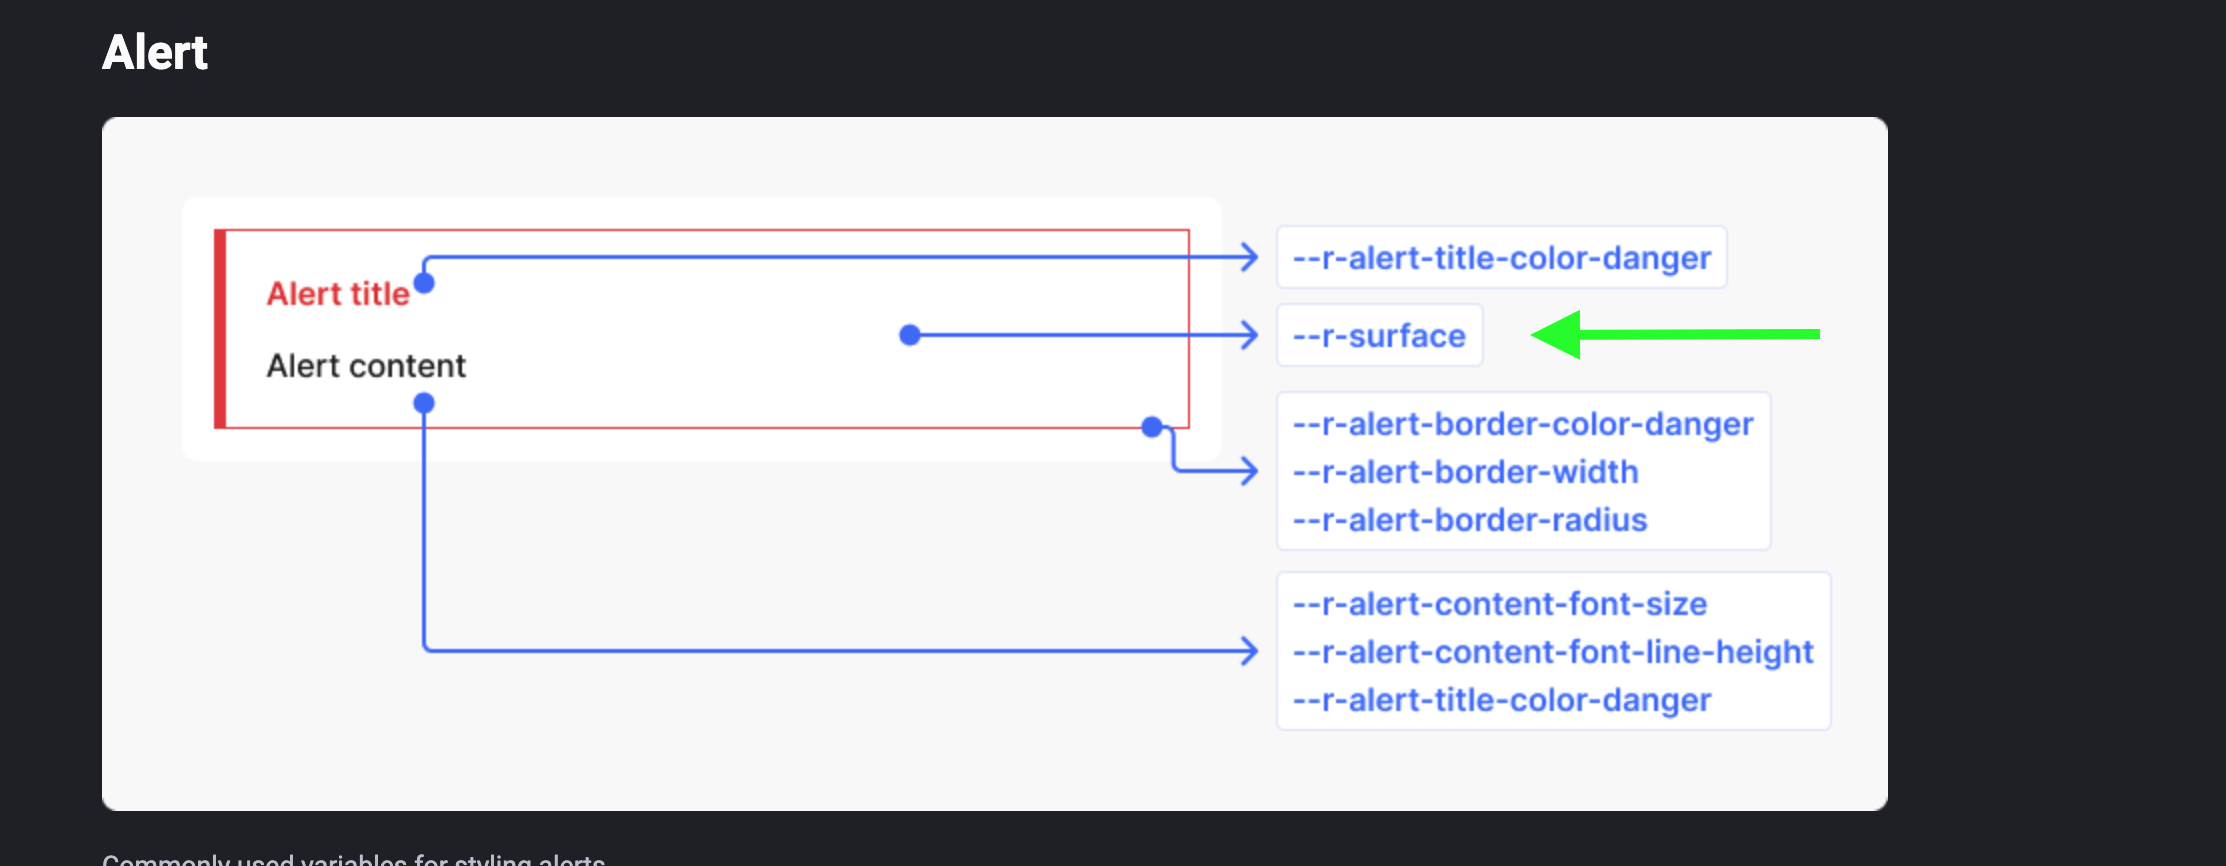 Alert
Alert title
Alert content
--r-alert-title-color-danger
--r-surface
--r-alert-border-color-danger
--r-alert-border-width
--r-alert-border-radius
--r-alert-content-font-size
--r-alert-content-font-line-height
--r-alert-title-color-danger
Commonly used variables for styling alerts